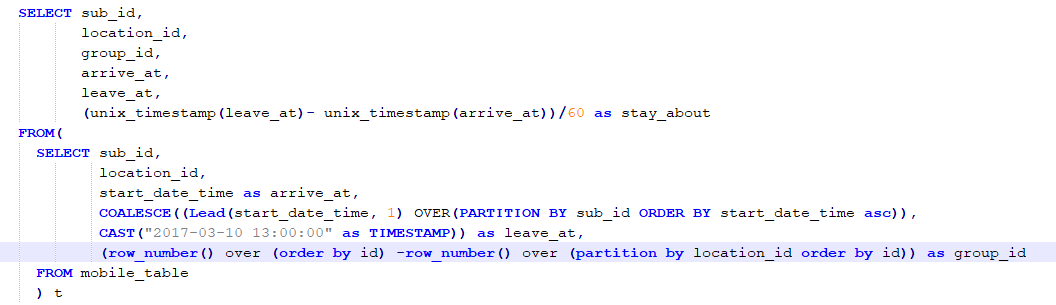 SELECT sub_id,
location_id,
group_id,
arrive_at,
leave_at,
(unix_timestamp(leave_at)- unix_timestamp(arrive_at))/60 as stay_about
FROM(
SELECT sub_id,
location_id,
start_date_time as arrive_at,
COALESCE((Lead(start_date_time, 1) OVER(PARTITION BY sub_id ORDER BY start_date_time asc)),
CAST("2017-03-10 13:00:00" as TIMESTAMP)) as leave_at,
(row_number() over (order by id) -row_number() over (partition by location_id order by id)) as group_id
FROM mobile_table
) t